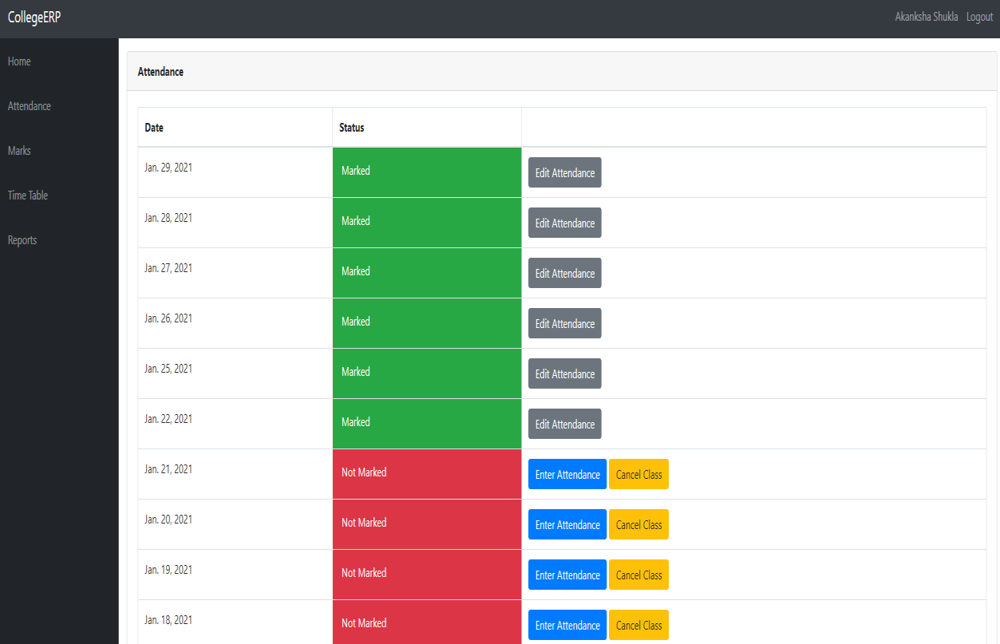 CollegeERP Akanksha Shukla Logout
Home
Attendance
Marks
Time Table
Reports
Attendance
Date Status
Jan. 29, 2021 Marked Edit Attendance
Jan. 28, 2021 Marked Edit Attendance
Jan. 27, 2021 Marked Edit Attendance
Jan. 26, 2021 Marked Edit Attendance
Jan. 25, 2021 Marked Edit Attendance
Jan. 22, 2021 Marked Edit Attendance
Jan. 21, 2021 Not Marked Enter Attendance Cancel Class
Jan. 20, 2021 Not Marked Enter Attendance Cancel Class
Jan. 19, 2021 Not Marked Enter Attendance Cancel Class
Jan. 18, 2021 Not Marked Enter Attendance Cancel Class